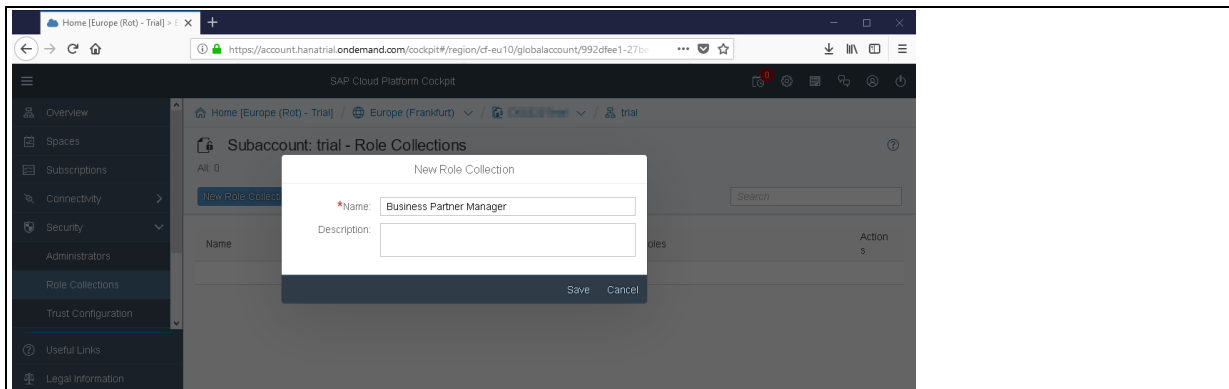 Home [Europe (Rot) - Trial] > E
https://account.hanatrial.ondemand.com/cockpit#/region/cf-eu10/globalaccount/992dfee1-27be
SAP Cloud Platform Cockpit
0
Overview
Home [Europe (Rot) - Trial] / Europe (Frankfurt) / / trial
Spaces
Subaccount: trial - Role Collections
Subscriptions
All: 0
New Role Collection
Connectivity
New Role Collecti
Search
*Name: Business Partner Manager
Security
Description:
Name
oles
Action
s
Administrators
Role Collections
Save Cancel
Trust Configuration
Useful Links
Legal Information